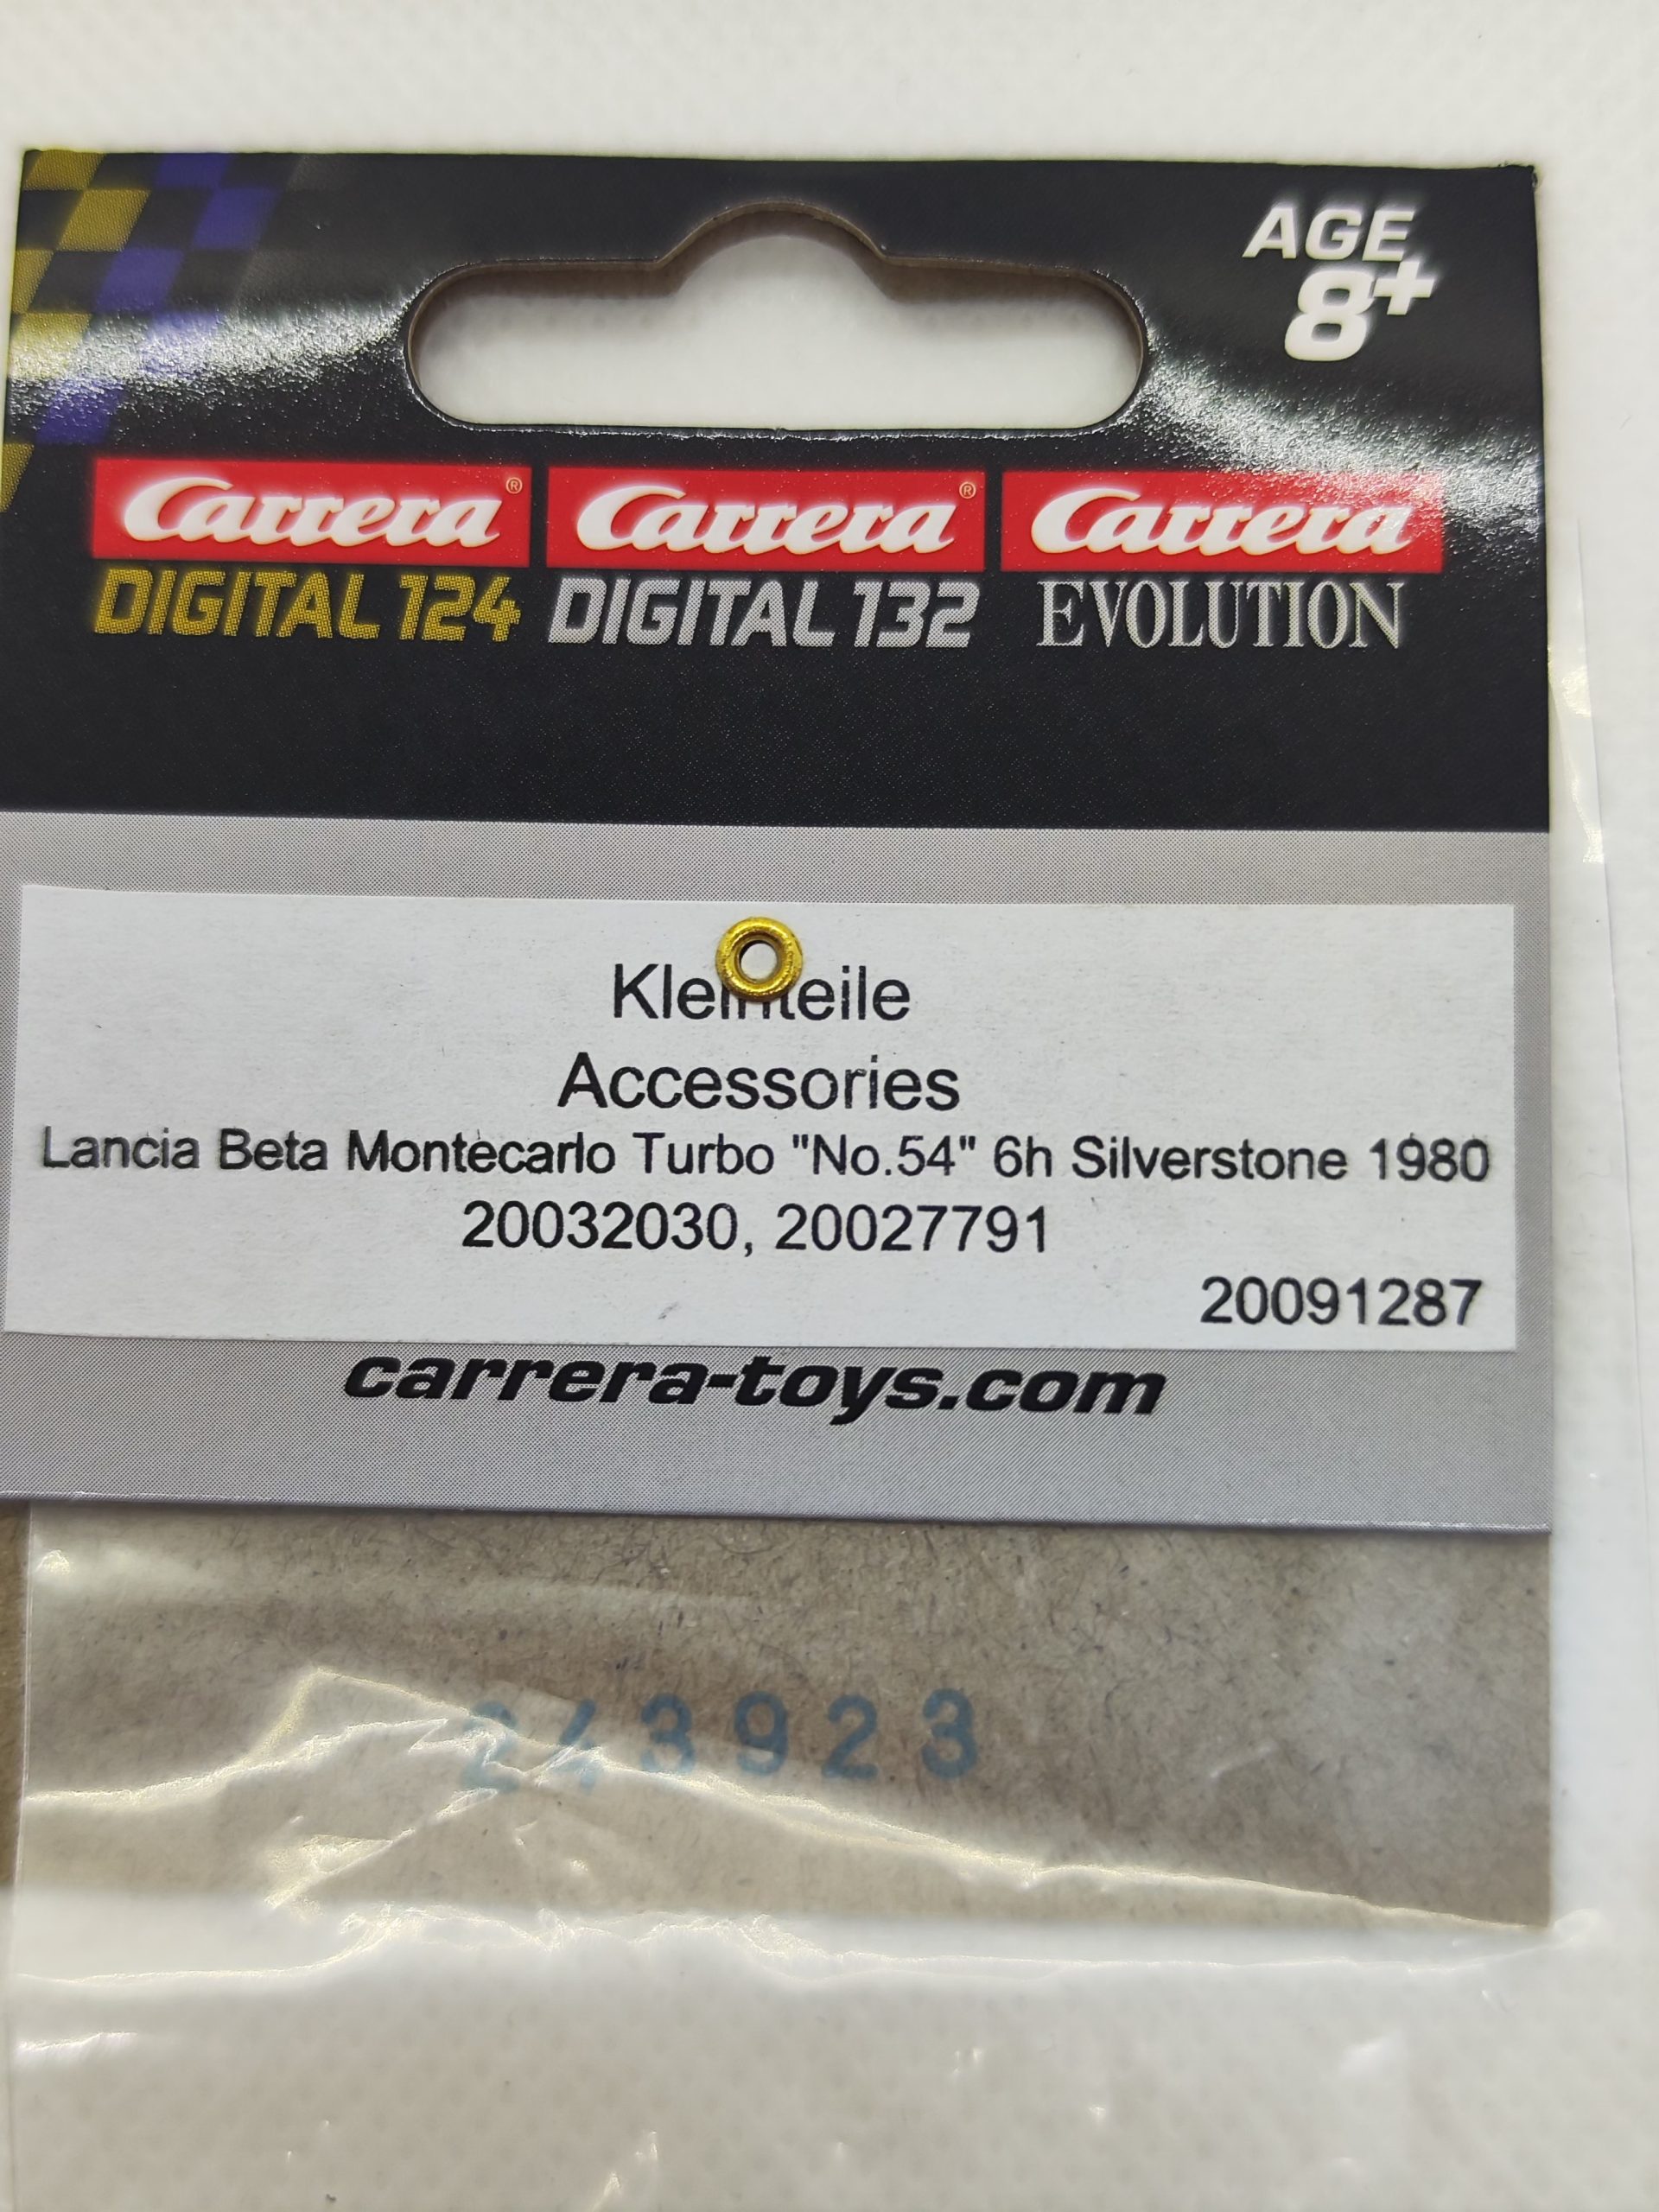 AGE
8+
Carrera® Carrera® Carrera
DIGITAL 124 DIGITAL 132 EVOLUTION
Kleinteile
Accessories
Lancia Beta Montecarlo Turbo "No.54" 6h Silverstone 1980
20032030, 20027791
20091287
carrera-toys.com
243923